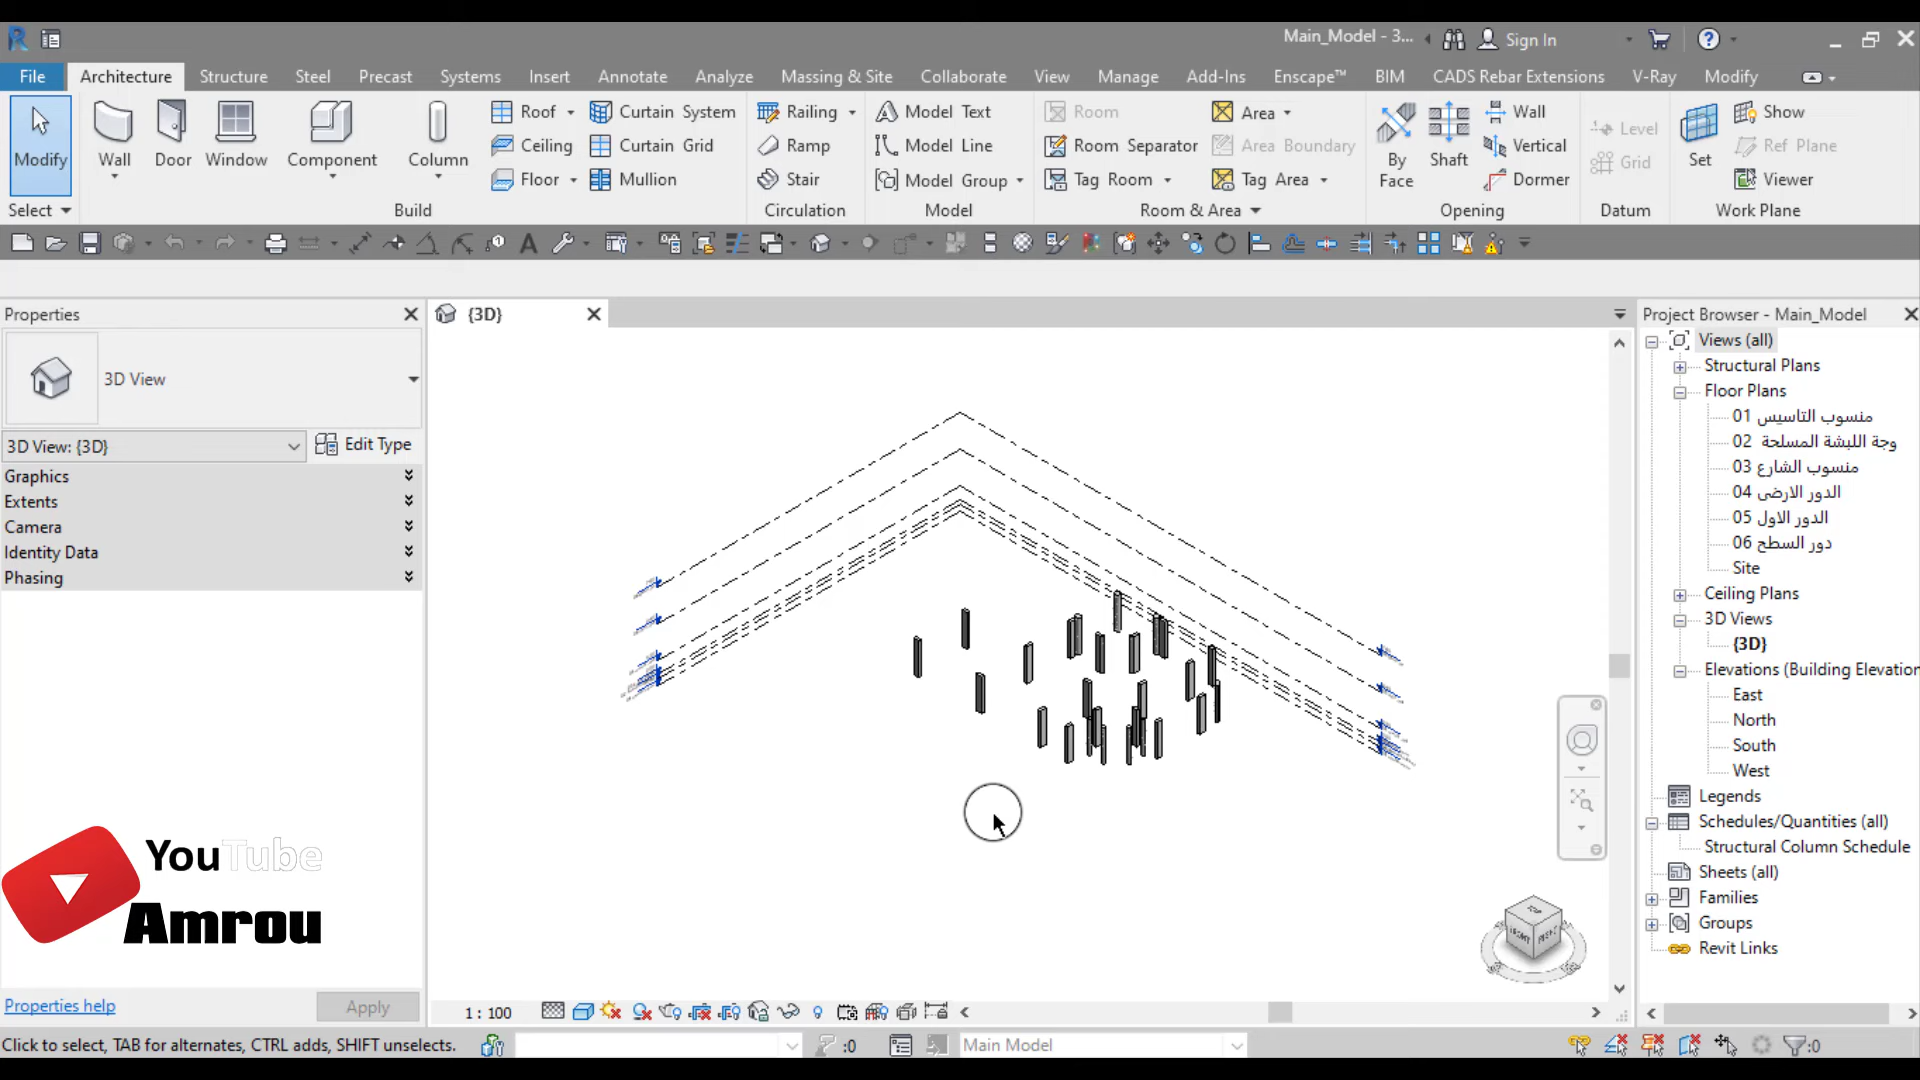 Main_Model - 3...
Sign In
File
Architecture
Structure
Steel
Precast
Systems
Insert
Annotate
Analyze
Massing & Site
Collaborate
View
Manage
Add-Ins
Enscape™
BIM
CADS Rebar Extensions
V-Ray
Modify
Modify
Wall
Door
Window
Component
Column
Roof
Ceiling
Floor
Curtain System
Curtain Grid
Mullion
Railing
Ramp
Stair
Model Text
Model Line
Model Group
Room
Room Separator
Tag Room
Area
Area Boundary
Tag Area
By Face
Shaft
Wall
Vertical
Dormer
Level
Grid
Set
Show
Ref Plane
Viewer
Select
Build
Circulation
Model
Room & Area
Opening
Datum
Work Plane
Properties
3D View
3D View: {3D}
Edit Type
Graphics
Extents
Camera
Identity Data
Phasing
YouTube
Amrou
Properties help
Apply
{3D}
TOP
FRONT
RIGHT
1 : 100
Project Browser - Main_Model
Views (all)
Structural Plans
Floor Plans
01 منسوب التاسيس
02 وجة اللبشة المسلحة
03 منسوب الشارع
04 الدور الارضى
05 الدور الاول
06 دور السطح
Site
Ceiling Plans
3D Views
{3D}
Elevations (Building Elevation
East
North
South
West
Legends
Schedules/Quantities (all)
Structural Column Schedule
Sheets (all)
Families
Groups
Revit Links
Click to select, TAB for alternates, CTRL adds, SHIFT unselects.
:0
Main Model
:0